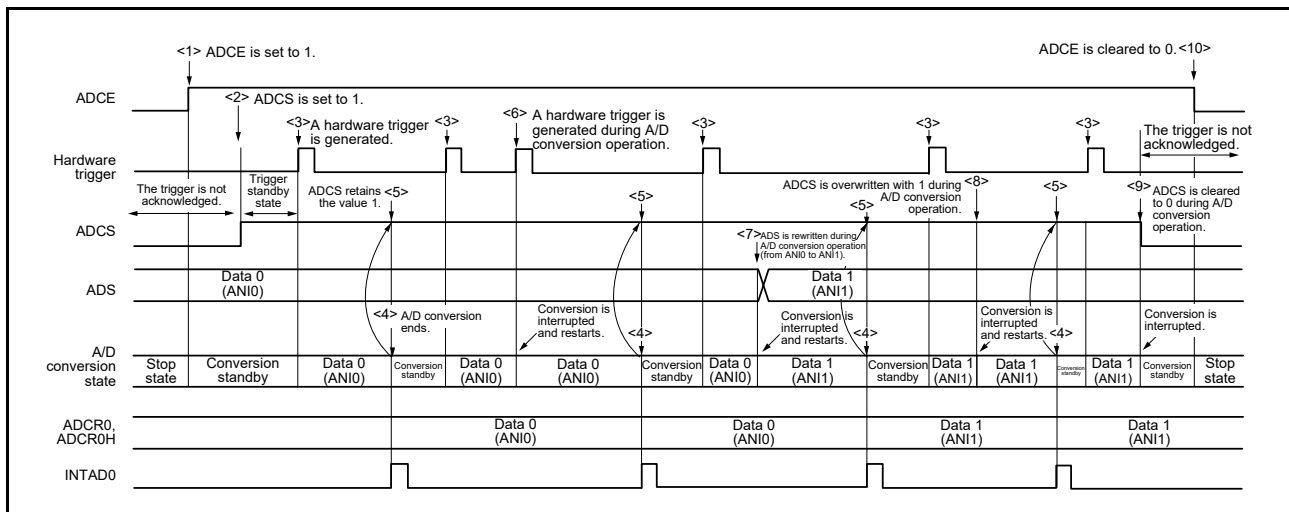 <1> ADCE is set to 1.
ADCE is cleared to 0. <10>
ADCE
<2> ADCS is set to 1.
<3> A hardware trigger
is generated.
<3>
<6> A hardware trigger is
generated during A/D
conversion operation.
<3>
<3>
<3>
The trigger is not
acknowledged.
Hardware
trigger
The trigger is not
acknowledged.
Trigger
standby
state
ADCS retains
the value 1.
<5>
<5>
ADCS is overwritten with 1 during
A/D conversion
operation.
<8>
<5>
<5>
<9> ADCS is cleared
to 0 during A/D
conversion
operation.
ADCS
<7> ADS is rewritten during
A/D conversion operation
(from ANI0 to ANI1).
ADS
Data 0
(ANI0)
Data 1
(ANI1)
<4> A/D conversion
ends.
Conversion is
interrupted
and restarts.
<4>
Conversion is
interrupted
and restarts.
<4>
Conversion is
interrupted
and restarts.
<4>
Conversion is
interrupted.
A/D
conversion
state
Stop
state
Conversion
standby
Data 0
(ANI0)
Conversion
standby
Data 0
(ANI0)
Data 0
(ANI0)
Conversion
standby
Data 0
(ANI0)
Data 1
(ANI1)
Conversion
standby
Data 1
(ANI1)
Data 1
(ANI1)
Conversion
standby
Data 1
(ANI1)
Conversion
standby
Stop
state
ADCR0,
ADCR0H
Data 0
(ANI0)
Data 0
(ANI0)
Data 1
(ANI1)
Data 1
(ANI1)
INTAD0